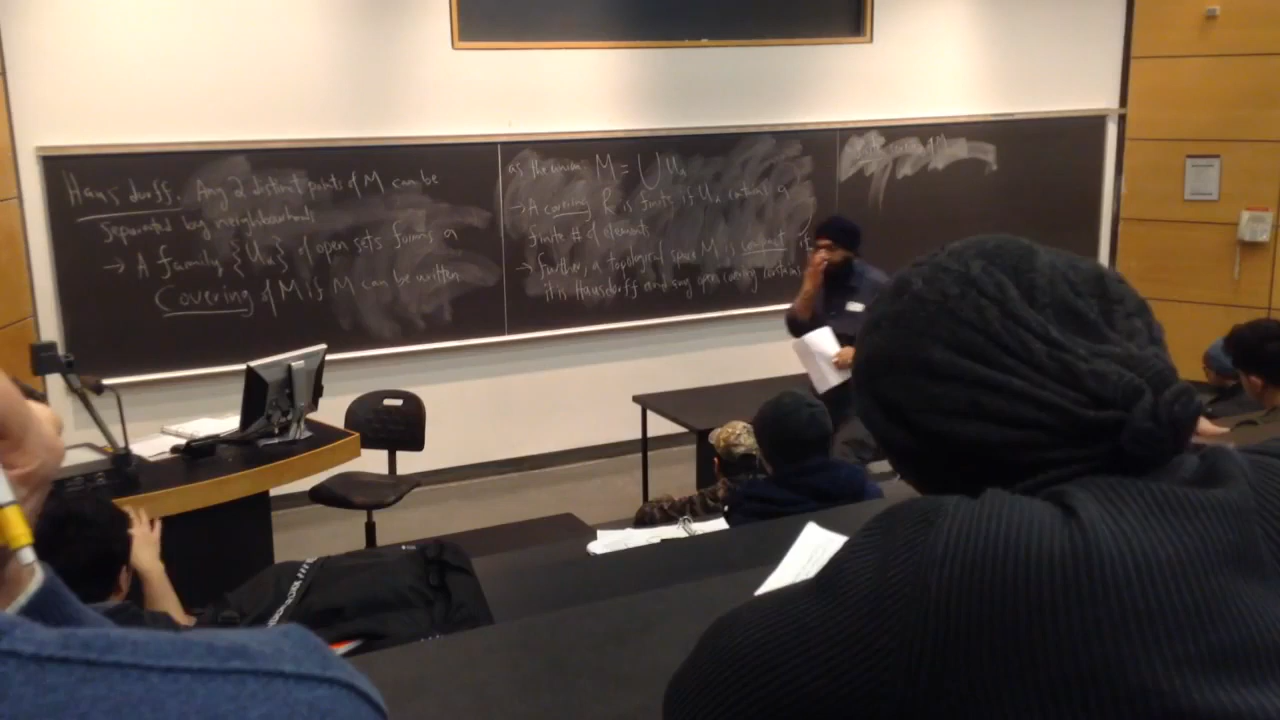 Hausdorff. Any 2 distinct points of M can be
separated by neighbourhoods
→ A family {Uα} of open sets forms a
Covering of M if M can be written
as the union M = ⋃ Uα
→ A covering R is finite if Uα contains a
finite # of elements
→ Further, a topological space M is compact if
it is Hausdorff and any open covering contains
of M